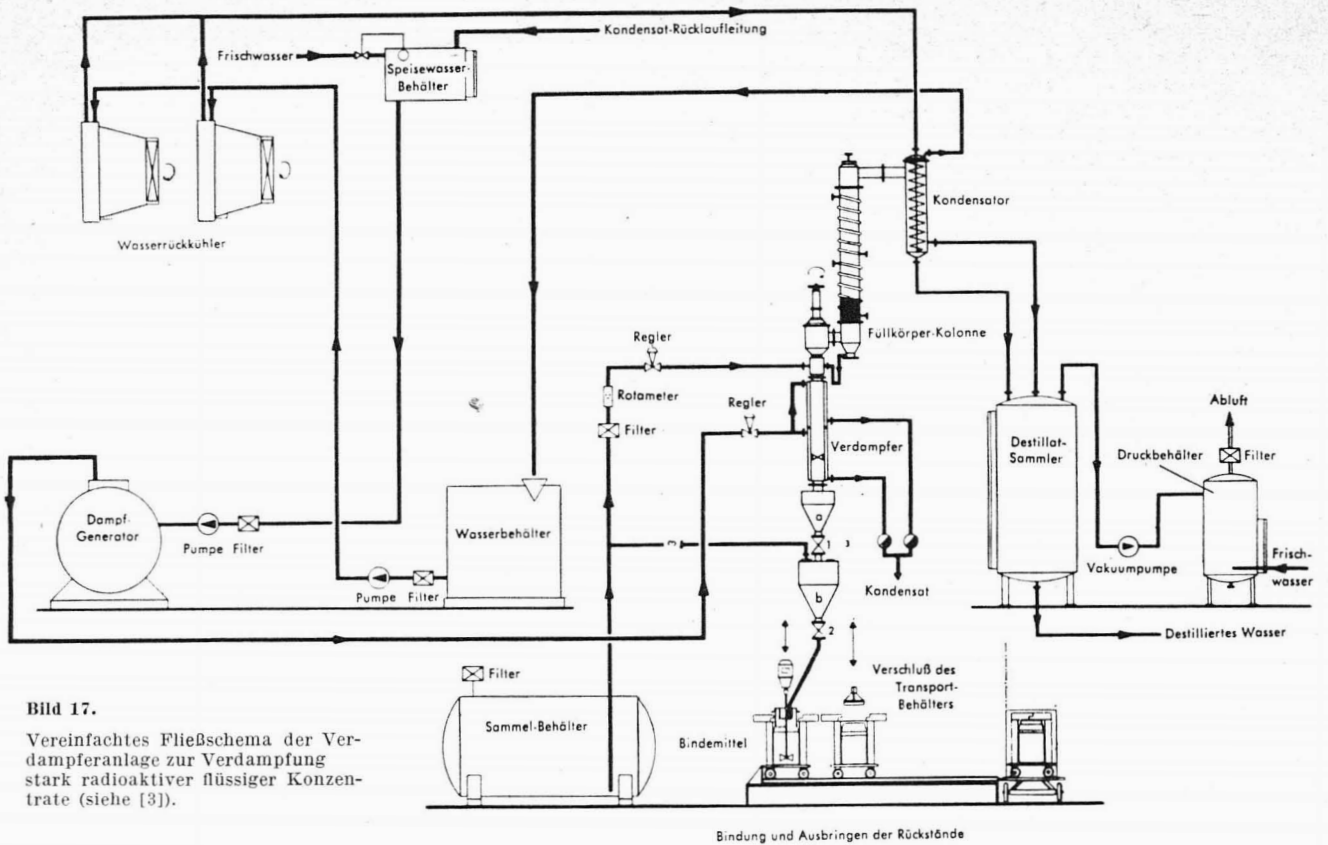 Kondensat-Rücklaufleitung
Frischwasser
Speisewasser-
Behälter
Wasserrückkühler
Kondensator
Füllkörper-Kolonne
Regler
Rotameter
Filter
Regler
Verdampfer
Destillat-
Sammler
Abluft
Druckbehälter
Filter
Dampf-
Generator
Pumpe
Filter
Wasserbehälter
Pumpe
Filter
a
1
3
b
2
Kondensat
Vakuumpumpe
Frisch-
wasser
Destilliertes Wasser
Filter
Sammel-Behälter
Verschluß des
Transport-
Behälters
Bindemittel
Bild 17.
Vereinfachtes Fließschema der Ver-
dampferanlage zur Verdampfung
stark radioaktiver flüssiger Konzen-
trate (siehe [3]).
Bindung und Ausbringen der Rückstände